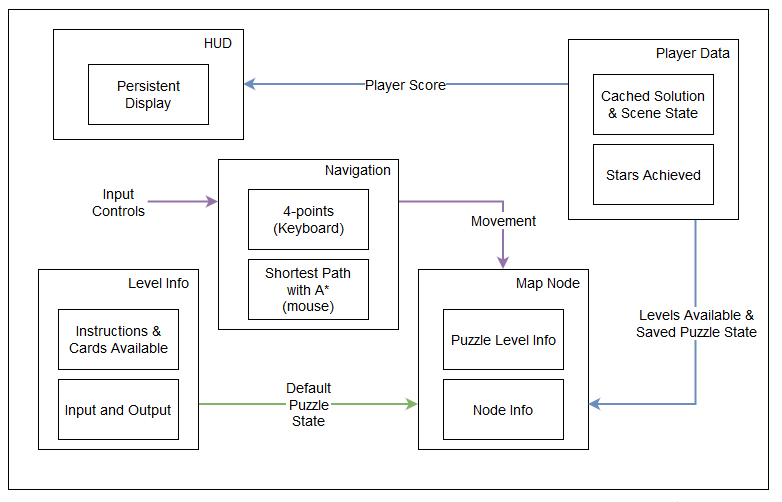 HUD
Persistent
Display
Player Score
Player Data
Cached Solution
& Scene State
Stars Achieved
Input
Controls
Navigation
4-points
(Keyboard)
Shortest Path
with A*
(mouse)
Movement
Level Info
Instructions &
Cards Available
Input and Output
Default
Puzzle
State
Map Node
Puzzle Level Info
Node Info
Levels Available &
Saved Puzzle State